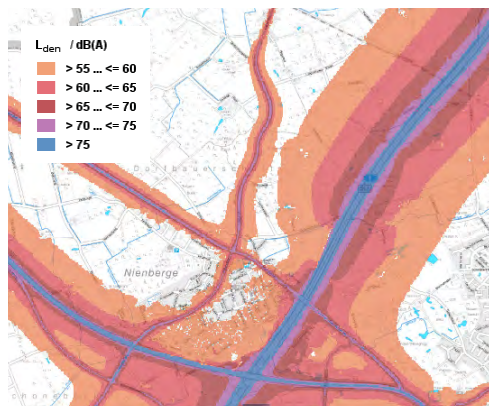 Lden / dB(A)
> 55 ... <= 60
> 60 ... <= 65
> 65 ... <= 70
> 70 ... <= 75
> 75
Nienberge